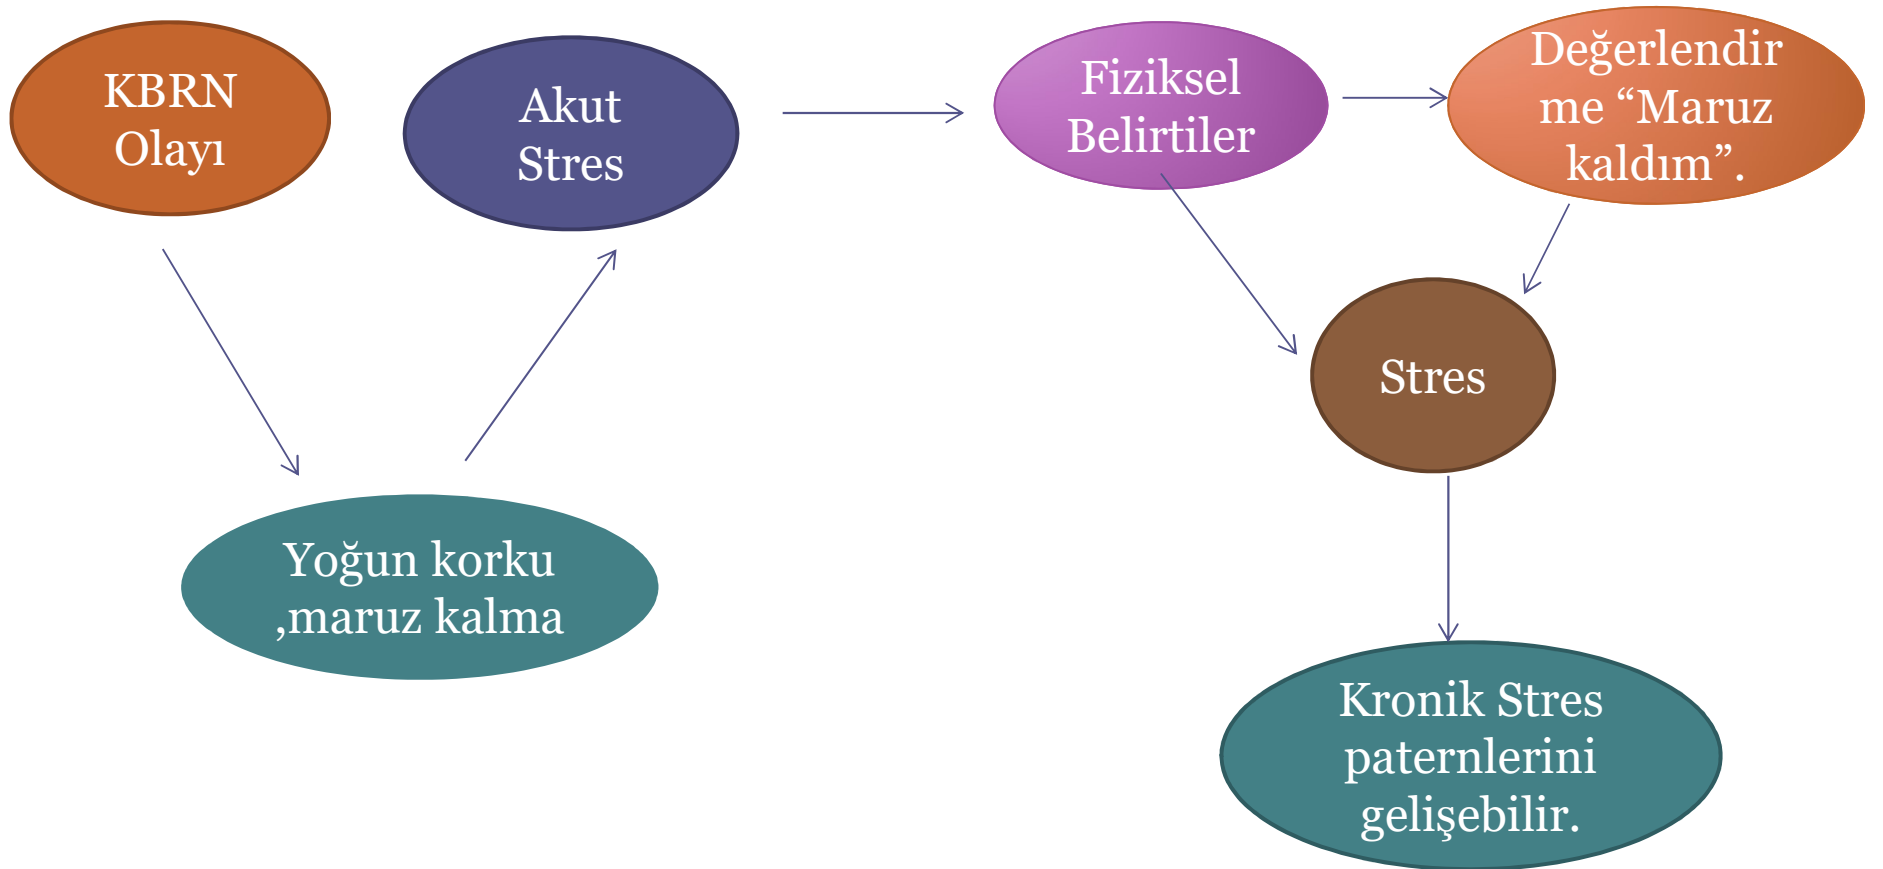 KBRN
Olayı
Akut
Stres
Fiziksel
Belirtiler
Değerlendir
me “Maruz
kaldım”.
Stres
Yoğun korku
,maruz kalma
Kronik Stres
paternlerini
gelişebilir.